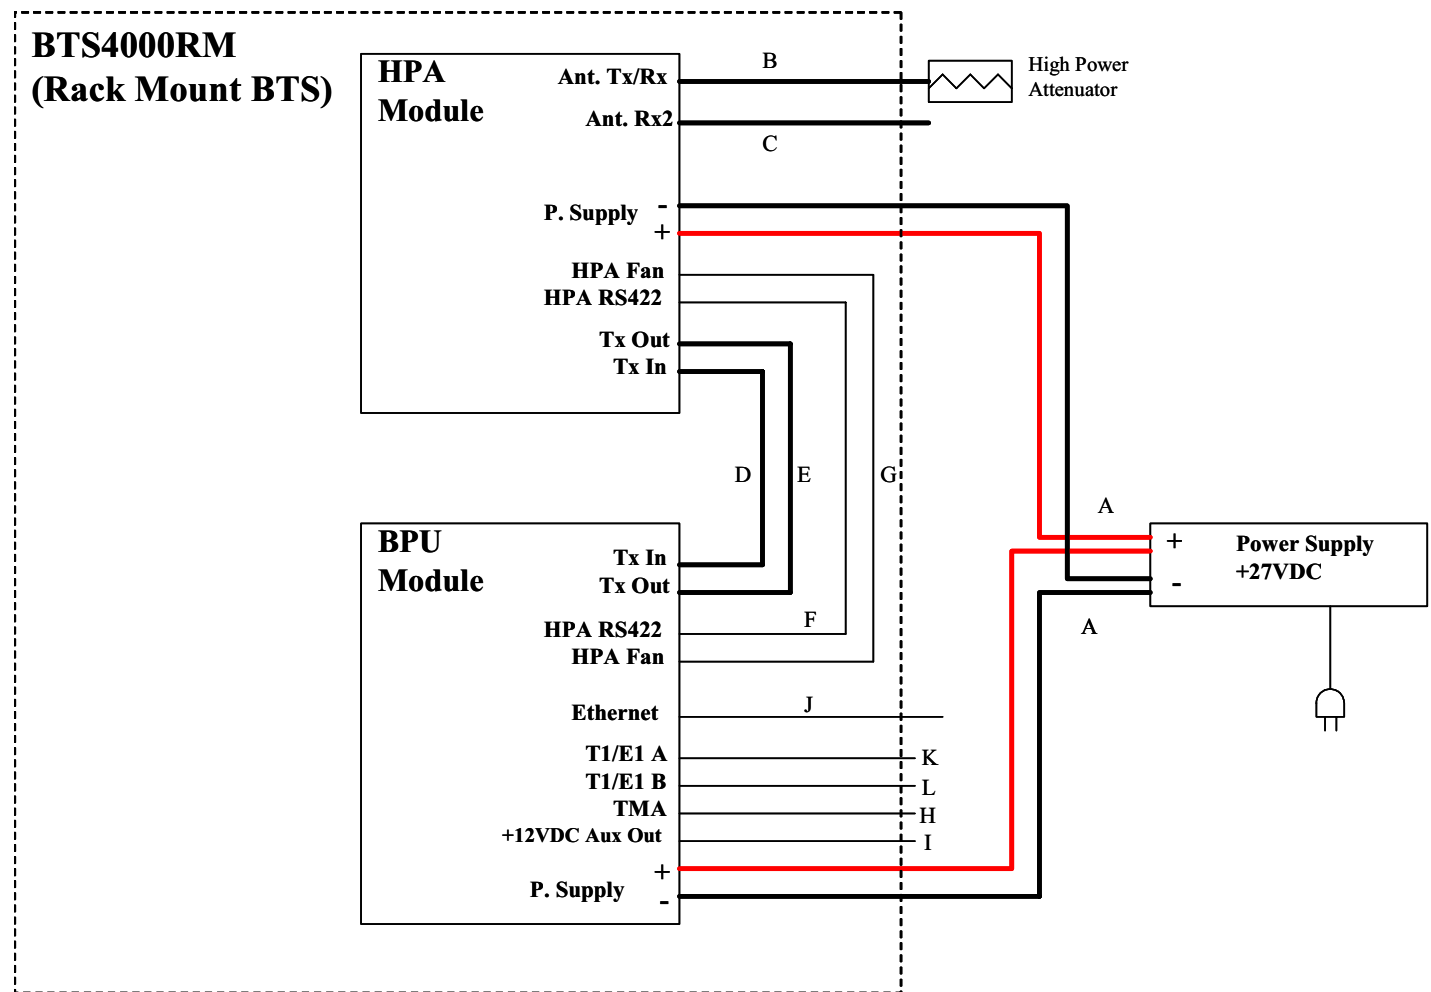 BTS4000RM
(Rack Mount BTS)
HPA
Module
Ant. Tx/Rx
B
High Power
Attenuator
Ant. Rx2
C
P. Supply
-
+
HPA Fan
HPA RS422
Tx Out
Tx In
D
E
G
A
BPU
Module
Tx In
Tx Out
HPA RS422
F
HPA Fan
+
-
Power Supply
+27VDC
A
Ethernet
J
T1/E1 A
K
T1/E1 B
L
TMA
H
+12VDC Aux Out
I
+
P. Supply
-